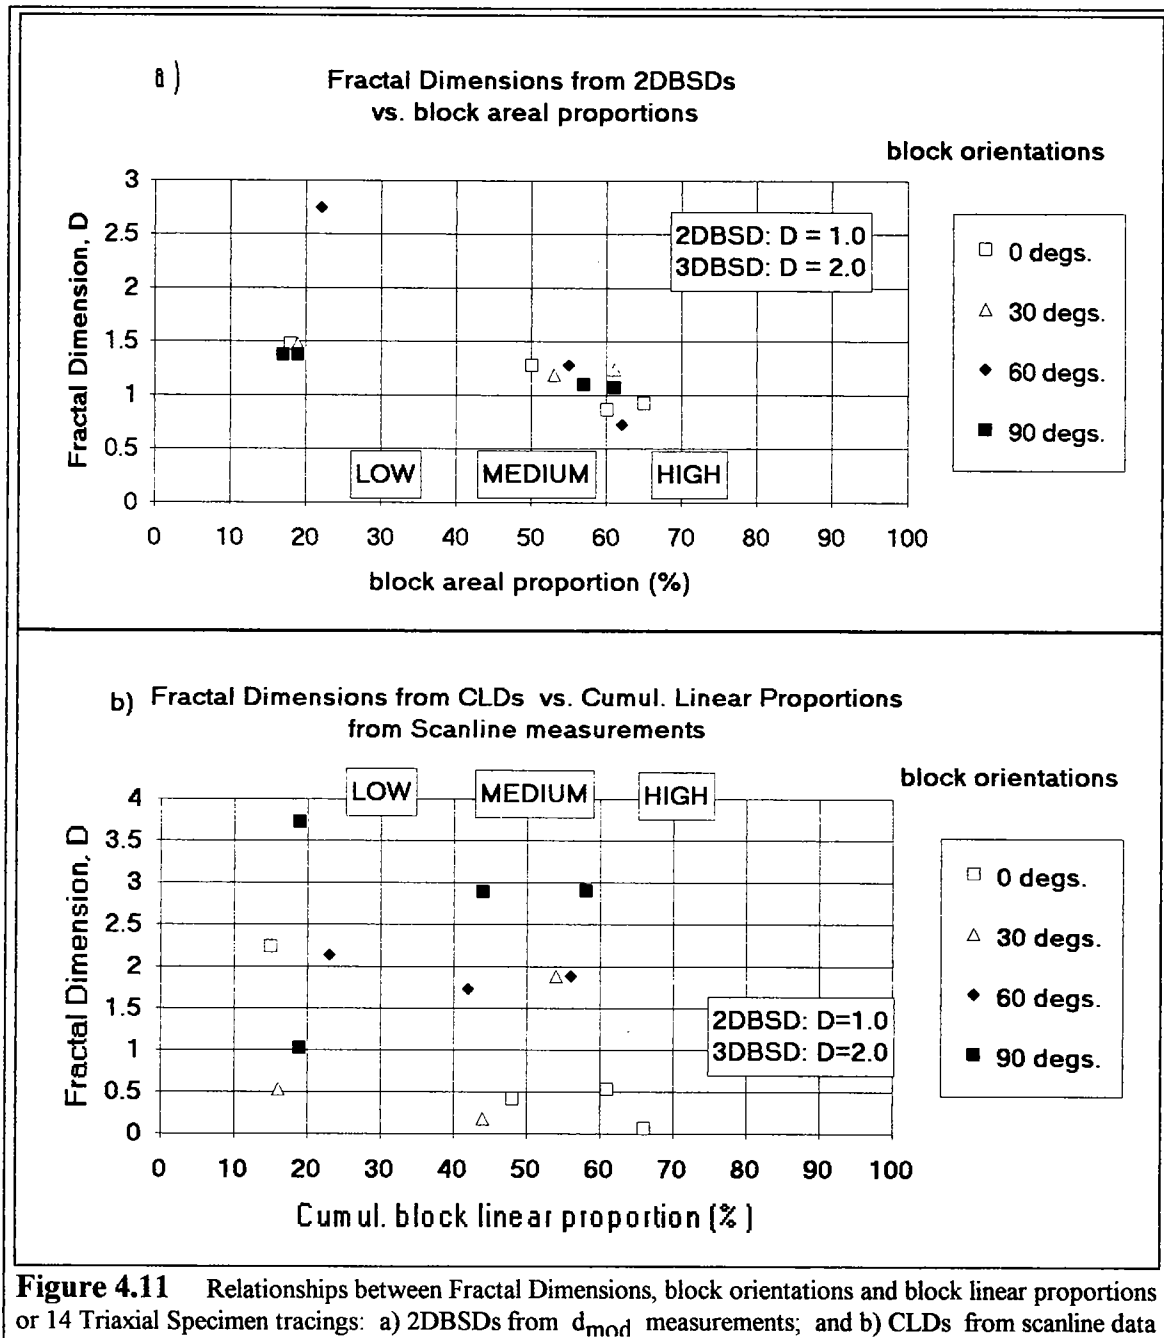 a)
Fractal Dimensions from 2DBSDs
vs. block areal proportions
block orientations
Fractal Dimension, D
3
2.5
2
1.5
1
0.5
0
2DBSD: D = 1.0
3DBSD: D = 2.0
0 degs.
30 degs.
60 degs.
90 degs.
LOW MEDIUM HIGH
0 10 20 30 40 50 60 70 80 90 100
block areal proportion (%)
b) Fractal Dimensions from CLDs vs. Cumul. Linear Proportions
from Scanline measurements
block orientations
LOW MEDIUM HIGH
Fractal Dimension, D
4
3.5
3
2.5
2
1.5
1
0.5
0
2DBSD: D=1.0
3DBSD: D=2.0
0 degs.
30 degs.
60 degs.
90 degs.
0 10 20 30 40 50 60 70 80 90 100
Cumul. block linear proportion (%)
Figure 4.11 Relationships between Fractal Dimensions, block orientations and block linear proportions
or 14 Triaxial Specimen tracings: a) 2DBSDs from dmod measurements; and b) CLDs from scanline data